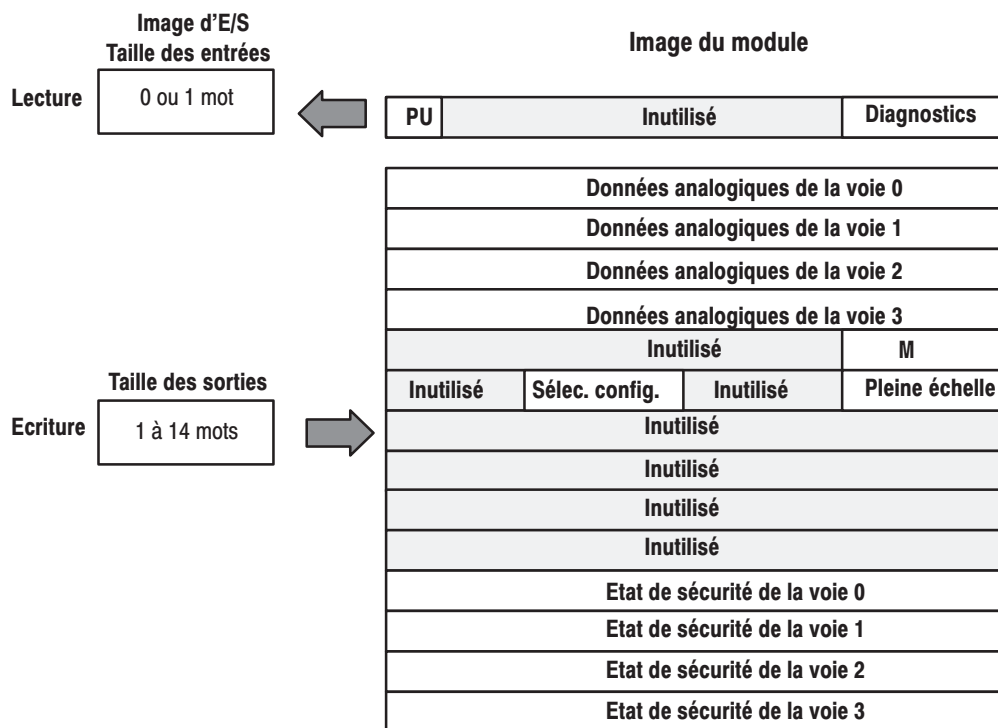 Image d’E/S
Taille des entrées
Image du module
Lecture
0 ou 1 mot
PU
Inutilisé
Diagnostics
Données analogiques de la voie 0
Données analogiques de la voie 1
Données analogiques de la voie 2
Données analogiques de la voie 3
Inutilisé
M
Taille des sorties
Inutilisé
Sélec. config.
Inutilisé
Pleine échelle
Ecriture
1 à 14 mots
Inutilisé
Inutilisé
Inutilisé
Inutilisé
Etat de sécurité de la voie 0
Etat de sécurité de la voie 1
Etat de sécurité de la voie 2
Etat de sécurité de la voie 3